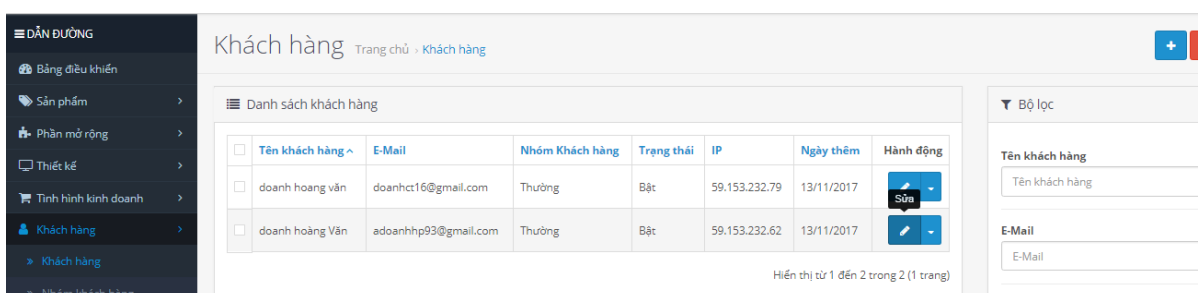 DẪN ĐƯỜNG
Bảng điều khiển
Sản phẩm
Phần mở rộng
Thiết kế
Tình hình kinh doanh
Khách hàng
» Khách hàng
» Nhóm khách hàng
Khách hàng Trang chủ › Khách hàng
Danh sách khách hàng
Tên khách hàng E-Mail Nhóm Khách hàng Trạng thái IP Ngày thêm Hành động
doanh hoang văn doanhct16@gmail.com Thường Bật 59.153.232.79 13/11/2017
Sửa
doanh hoàng Văn adoanhhp93@gmail.com Thường Bật 59.153.232.62 13/11/2017
Hiển thị từ 1 đến 2 trong 2 (1 trang)
Bộ lọc
Tên khách hàng
Tên khách hàng
E-Mail
E-Mail